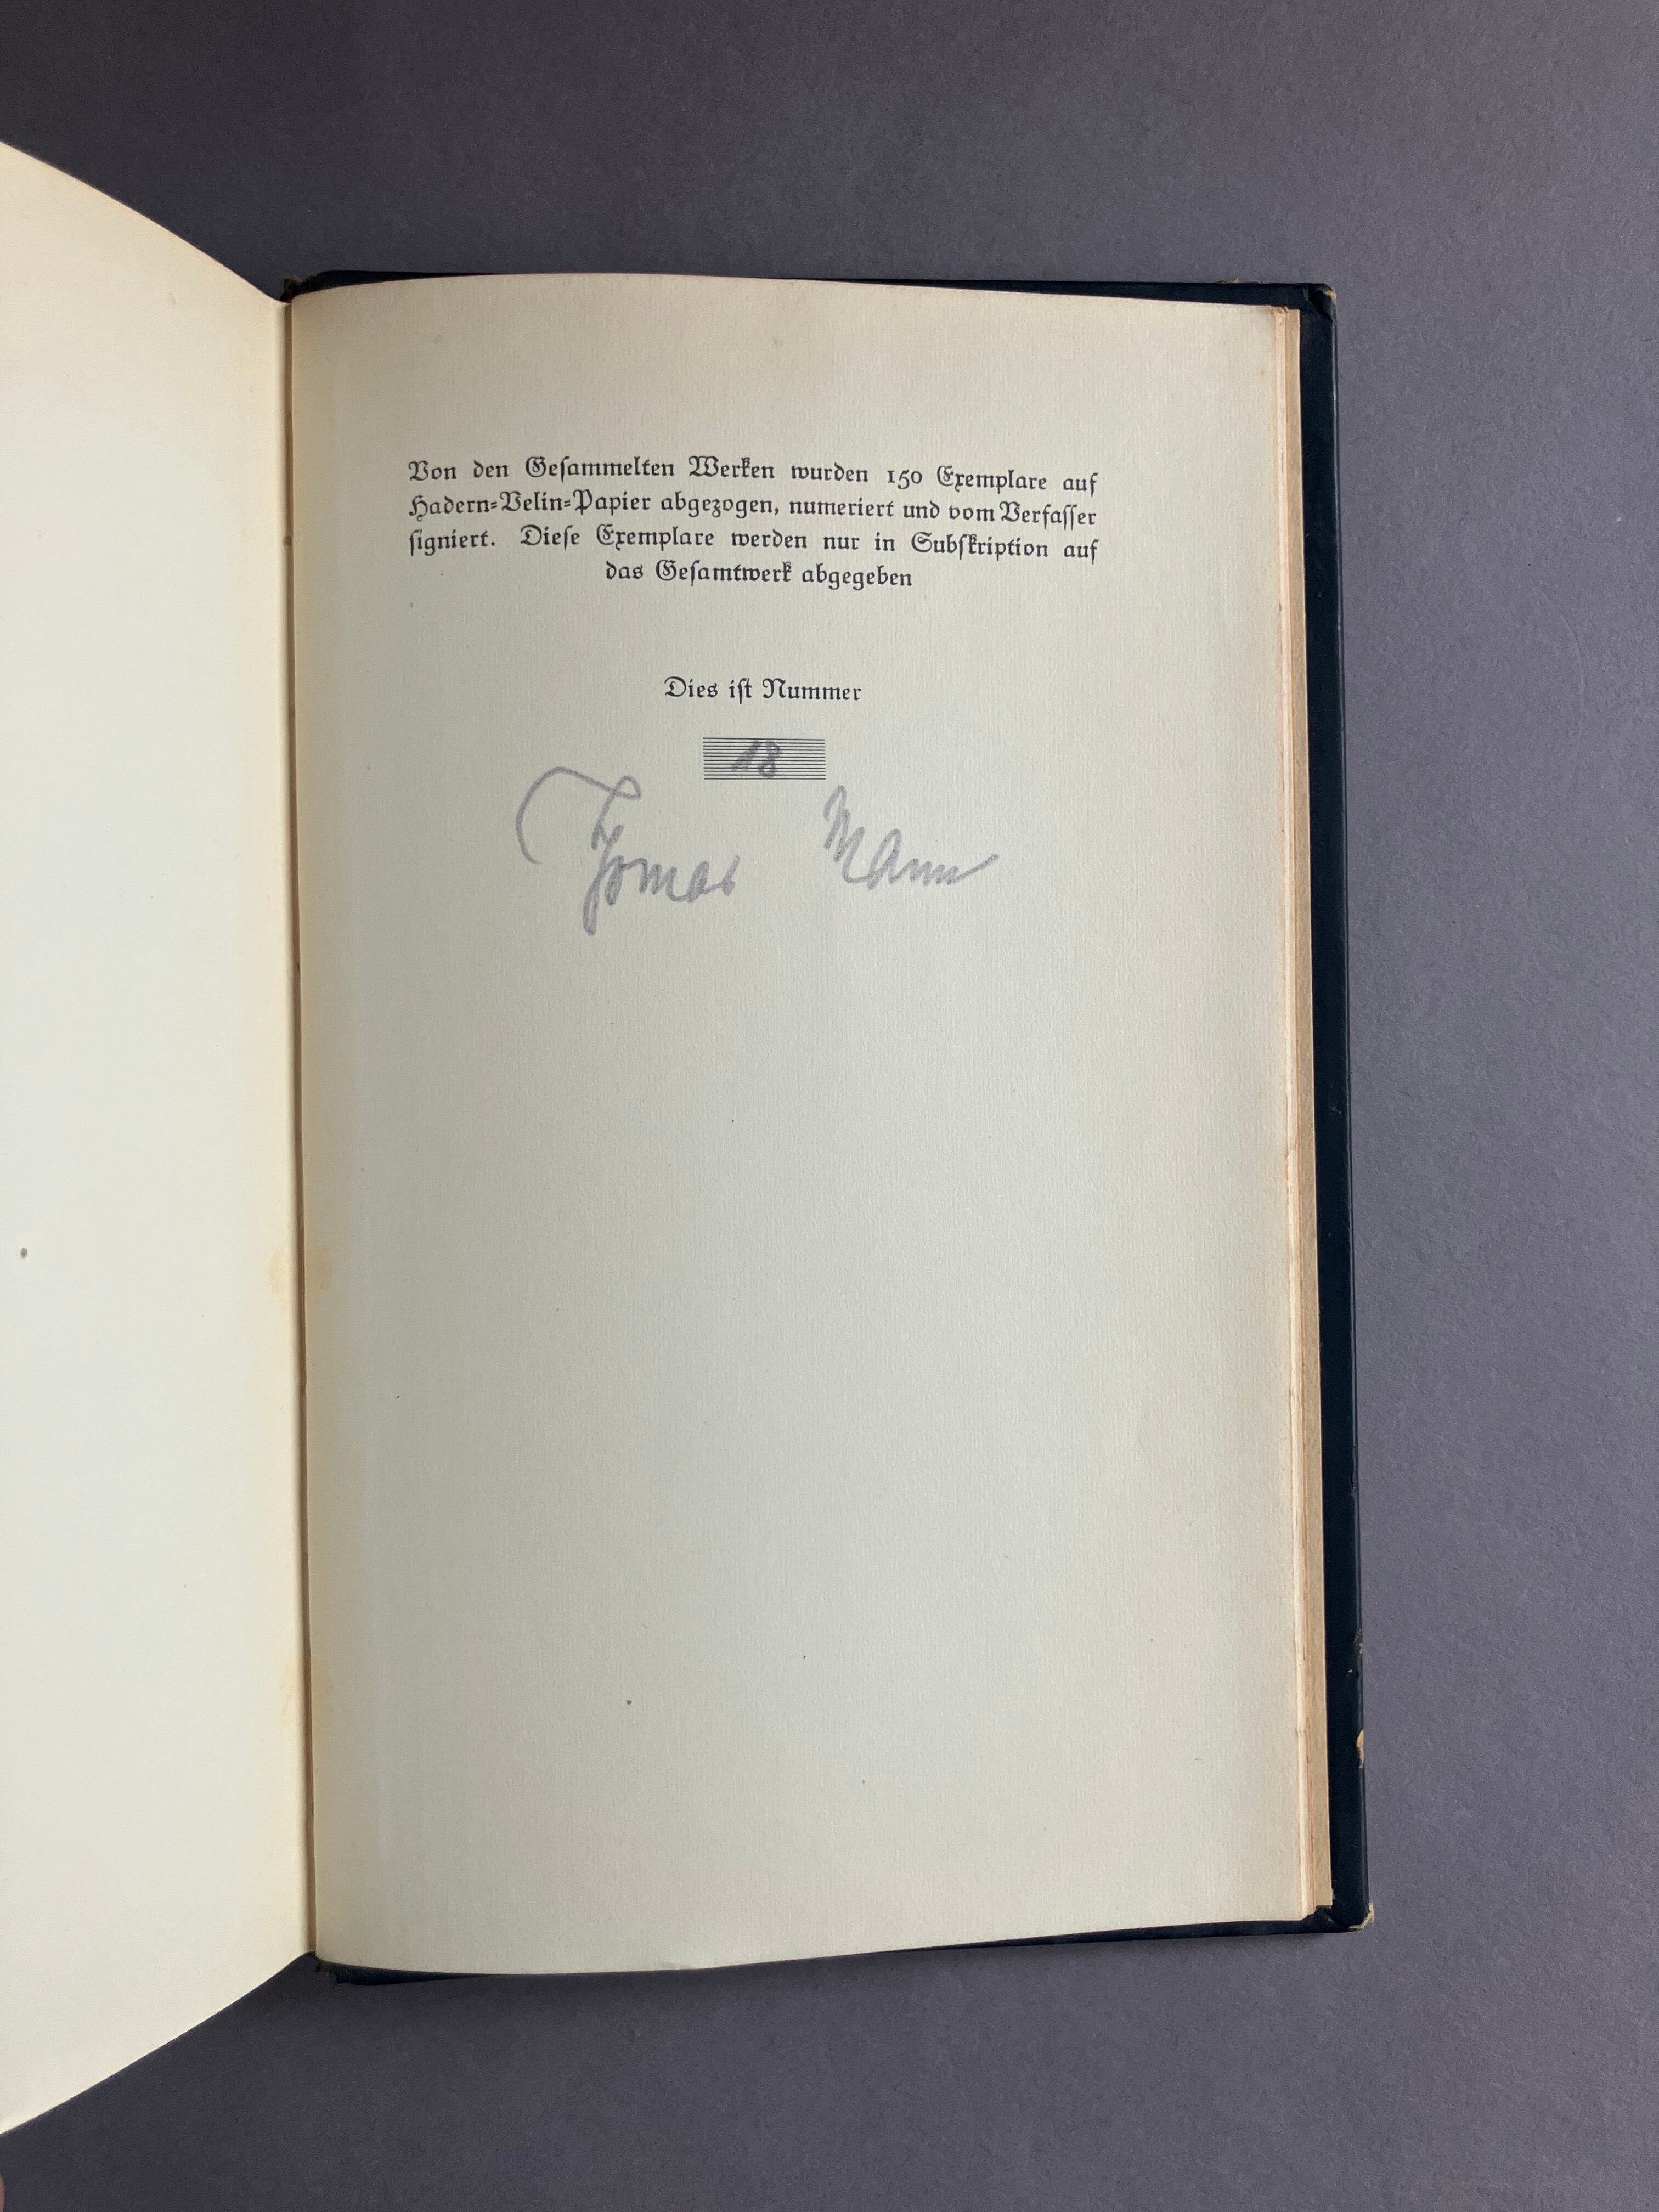 Von den Geſammelten Werken wurden 150 Exemplare auf
Hadern-Velin-Papier abgezogen, numeriert und vom Verfaſſer
ſigniert. Dieſe Exemplare werden nur in Subſkription auf
das Geſamtwerk abgegeben
Dies iſt Nummer
18
Thomas Mann